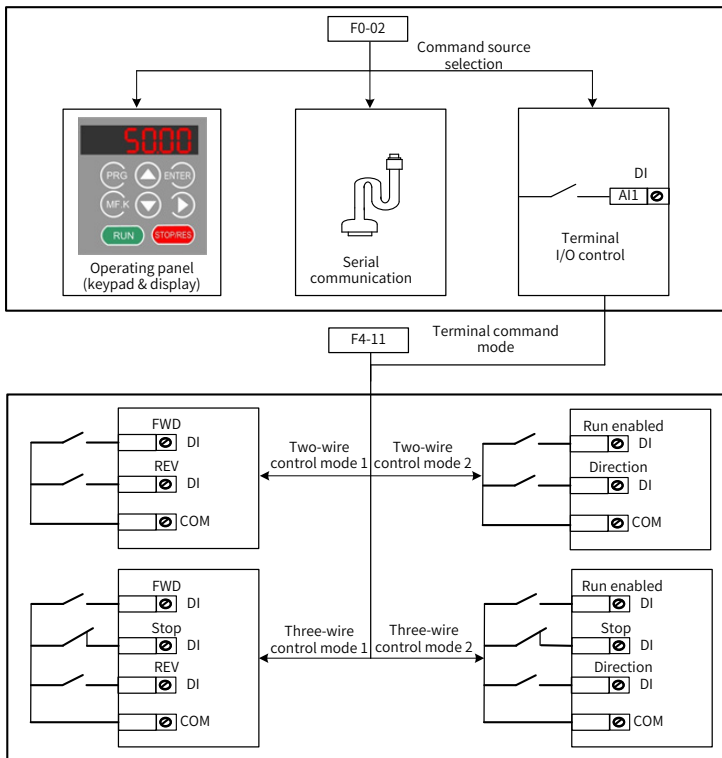 F0-02
Command source
selection
50.00
PRG
ENTER
MF.K
RUN
STOP/RES
Operating panel
(keypad & display)
Serial
communication
DI
AI1
Terminal
I/O control
F4-11
Terminal command
mode
FWD
DI
REV
DI
COM
Two-wire
control mode 1
Two-wire
control mode 2
Run enabled
DI
Direction
DI
COM
FWD
DI
Stop
DI
REV
DI
COM
Three-wire
control mode 1
Three-wire
control mode 2
Run enabled
DI
Stop
DI
Direction
DI
COM